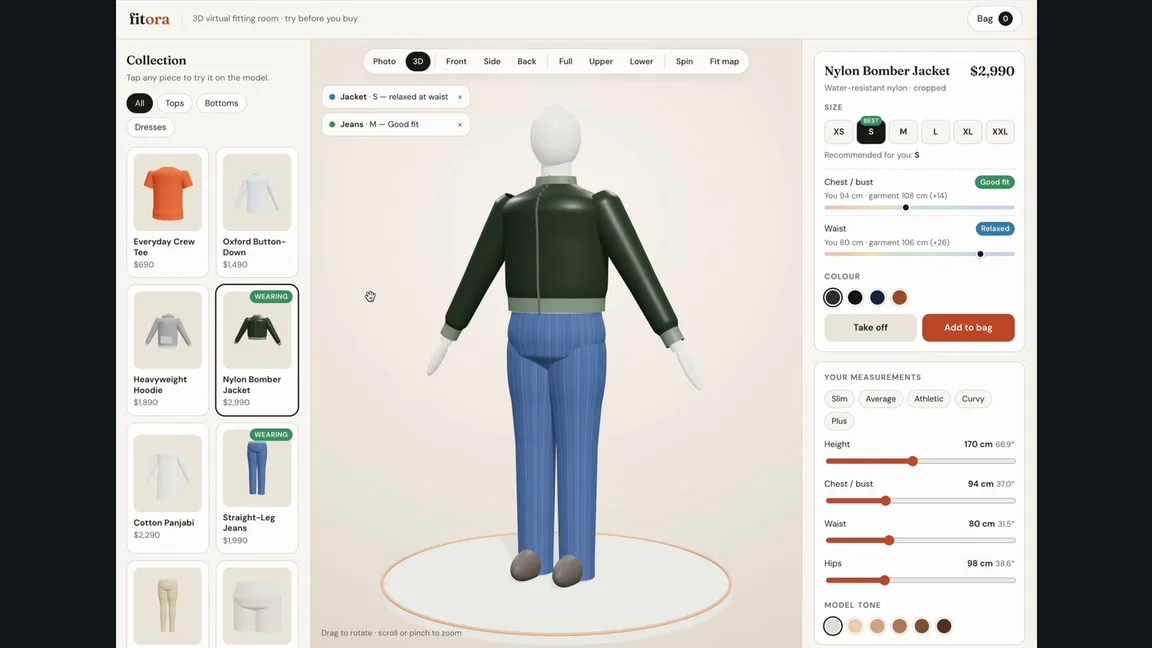 fitora
3D virtual fitting room · try before you buy
Bag 0
Collection
Tap any piece to try it on the model.
All Tops Bottoms
Dresses
Everyday Crew
Tee
$690
Oxford Button-
Down
$1,490
Heavyweight
Hoodie
$1,890
WEARING
Nylon Bomber
Jacket
$2,990
Cotton Panjabi
$2,290
WEARING
Straight-Leg
Jeans
$1,990
Photo 3D Front Side Back Full Upper Lower Spin Fit map
Jacket · S — relaxed at waist ×
Jeans · M — Good fit ×
Drag to rotate · scroll or pinch to zoom
Nylon Bomber Jacket $2,990
Water-resistant nylon · cropped
SIZE
BEST
XS S M L XL XXL
Recommended for you: S
Chest / bust Good fit
You 94 cm · garment 108 cm (+14)
Waist Relaxed
You 80 cm · garment 106 cm (+26)
COLOUR
Take off Add to bag
YOUR MEASUREMENTS
Slim Average Athletic Curvy
Plus
Height 170 cm 66.9"
Chest / bust 94 cm 37.0"
Waist 80 cm 31.5"
Hips 98 cm 38.6"
MODEL TONE